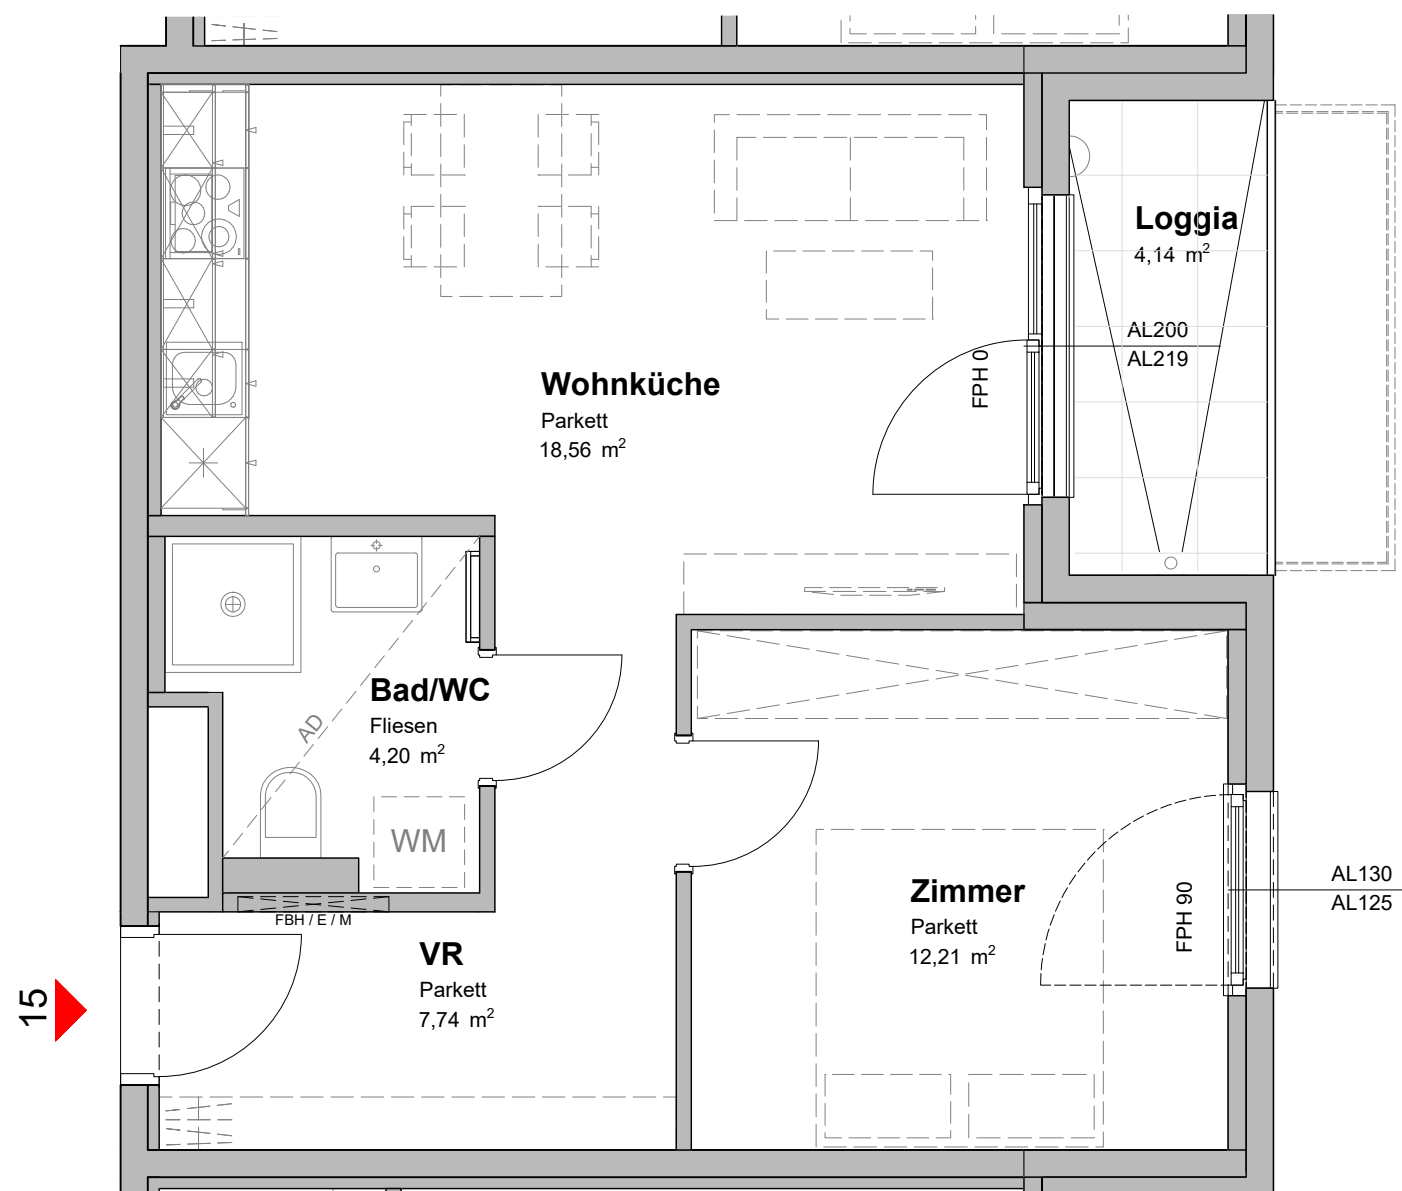 Loggia
4,14 m²
AL200
AL219
FPH 0
Wohnküche
Parkett
18,56 m²
Bad/WC
Fliesen
4,20 m²
AD
WM
FBH / E / M
VR
Parkett
7,74 m²
Zimmer
Parkett
12,21 m²
FPH 90
AL130
AL125
15